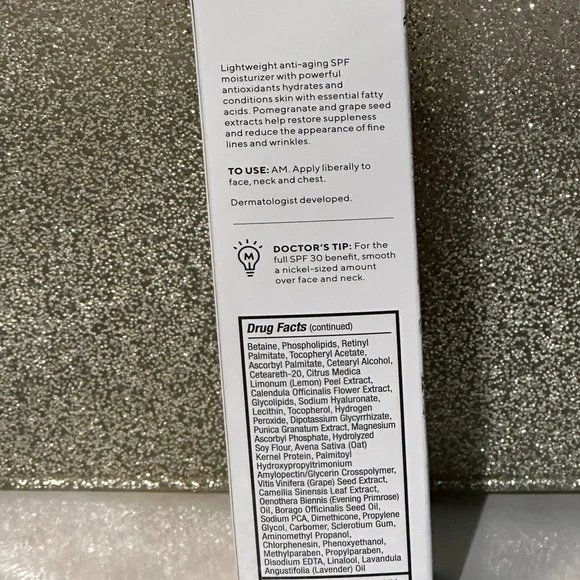 Lightweight anti-aging SPF
moisturizer with powerful
antioxidants hydrates and
conditions skin with essential fatty
acids. Pomegranate and grape seed
extracts help restore suppleness
and reduce the appearance of fine
lines and wrinkles.
TO USE: AM. Apply liberally to
face, neck and chest.
Dermatologist developed.
M
DOCTOR'S TIP: For the
full SPF 30 benefit, smooth
a nickel-sized amount
over face and neck.
Drug Facts (continued)
Betaine, Phospholipids, Retinyl
Palmitate, Tocopheryl Acetate,
Ascorbyl Palmitate, Cetearyl Alcohol,
Ceteareth-20, Citrus Medica
Limonum (Lemon) Peel Extract,
Calendula Officinalis Flower Extract,
Glycolipids, Sodium Hyaluronate,
Lecithin, Tocopherol, Hydrogen
Peroxide, Dipotassium Glycyrrhizate,
Punica Granatum Extract, Magnesium
Ascorbyl Phosphate, Hydrolyzed
Soy Flour, Avena Sativa (Oat)
Kernel Protein, Palmitoyl
Hydroxypropyltrimonium
Amylopectin/Glycerin Crosspolymer,
Vitis Vinifera (Grape) Seed Extract,
Camellia Sinensis Leaf Extract,
Oenothera Biennis (Evening Primrose)
Oil, Borago Officinalis Seed Oil,
Sodium PCA, Dimethicone, Propylene
Glycol, Carbomer, Sclerotium Gum,
Aminomethyl Propanol,
Chlorphenesin, Phenoxyethanol,
Methylparaben, Propylparaben,
Disodium EDTA, Linalool, Lavandula
Angustifolia (Lavender) Oil